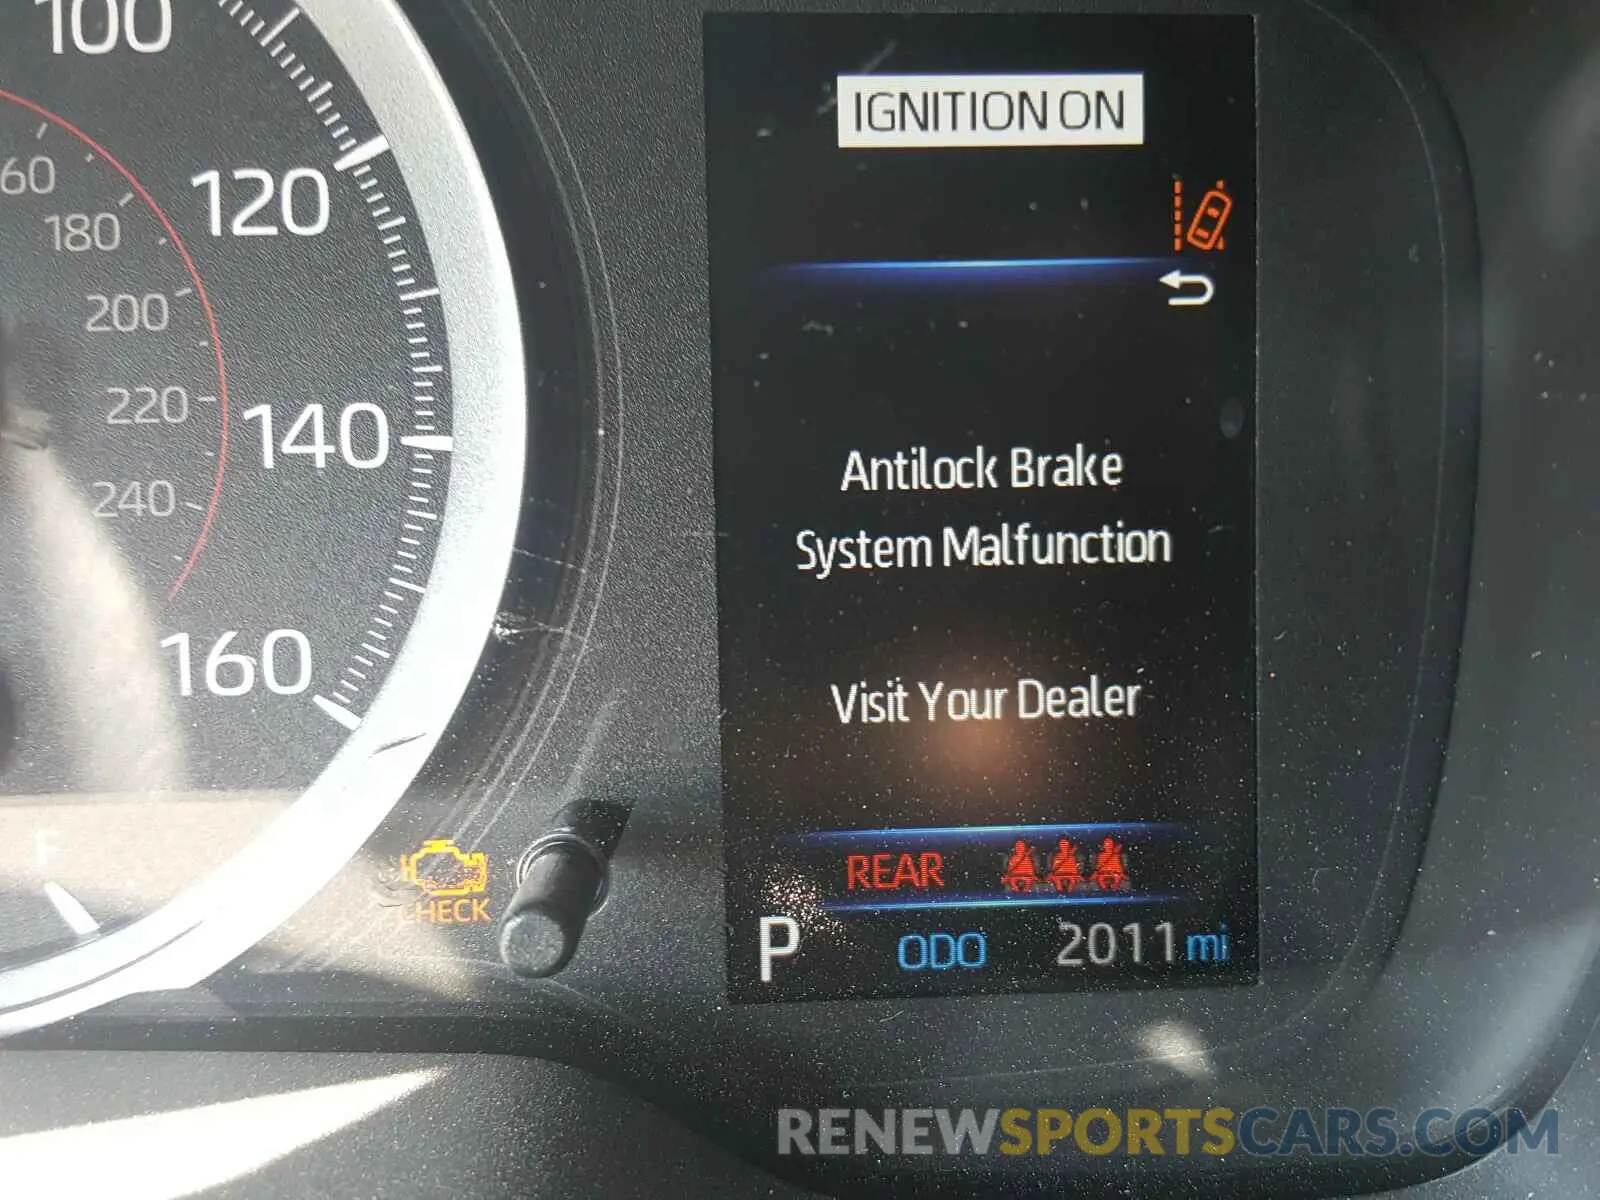 100
IGNITION ON
120
60
180
200
220
140
240
Antilock Brake
System Malfunction
160
Visit Your Dealer
F
REAR
CHECK
P ODO 2011 mi
RENEWSPORTSCARS.COM